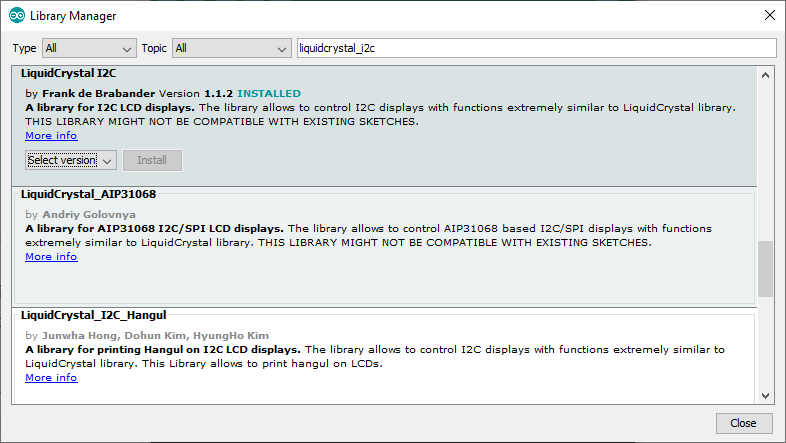 Library Manager
Type All Topic All liquidcrystal_i2c
LiquidCrystal I2C
by Frank de Brabander Version 1.1.2 INSTALLED
A library for I2C LCD displays. The library allows to control I2C displays with functions extremely similar to LiquidCrystal library.
THIS LIBRARY MIGHT NOT BE COMPATIBLE WITH EXISTING SKETCHES.
More info
Select version Install
LiquidCrystal_AIP31068
by Andriy Golovnya
A library for AIP31068 I2C/SPI LCD displays. The library allows to control AIP31068 based I2C/SPI displays with functions
extremely similar to LiquidCrystal library. THIS LIBRARY MIGHT NOT BE COMPATIBLE WITH EXISTING SKETCHES.
More info
LiquidCrystal_I2C_Hangul
by Junwha Hong, Dohun Kim, HyungHo Kim
A library for printing Hangul on I2C LCD displays. The library allows to control I2C displays with functions extremely similar to
LiquidCrystal library. This Library allows to print hangul on LCDs.
More info
Close